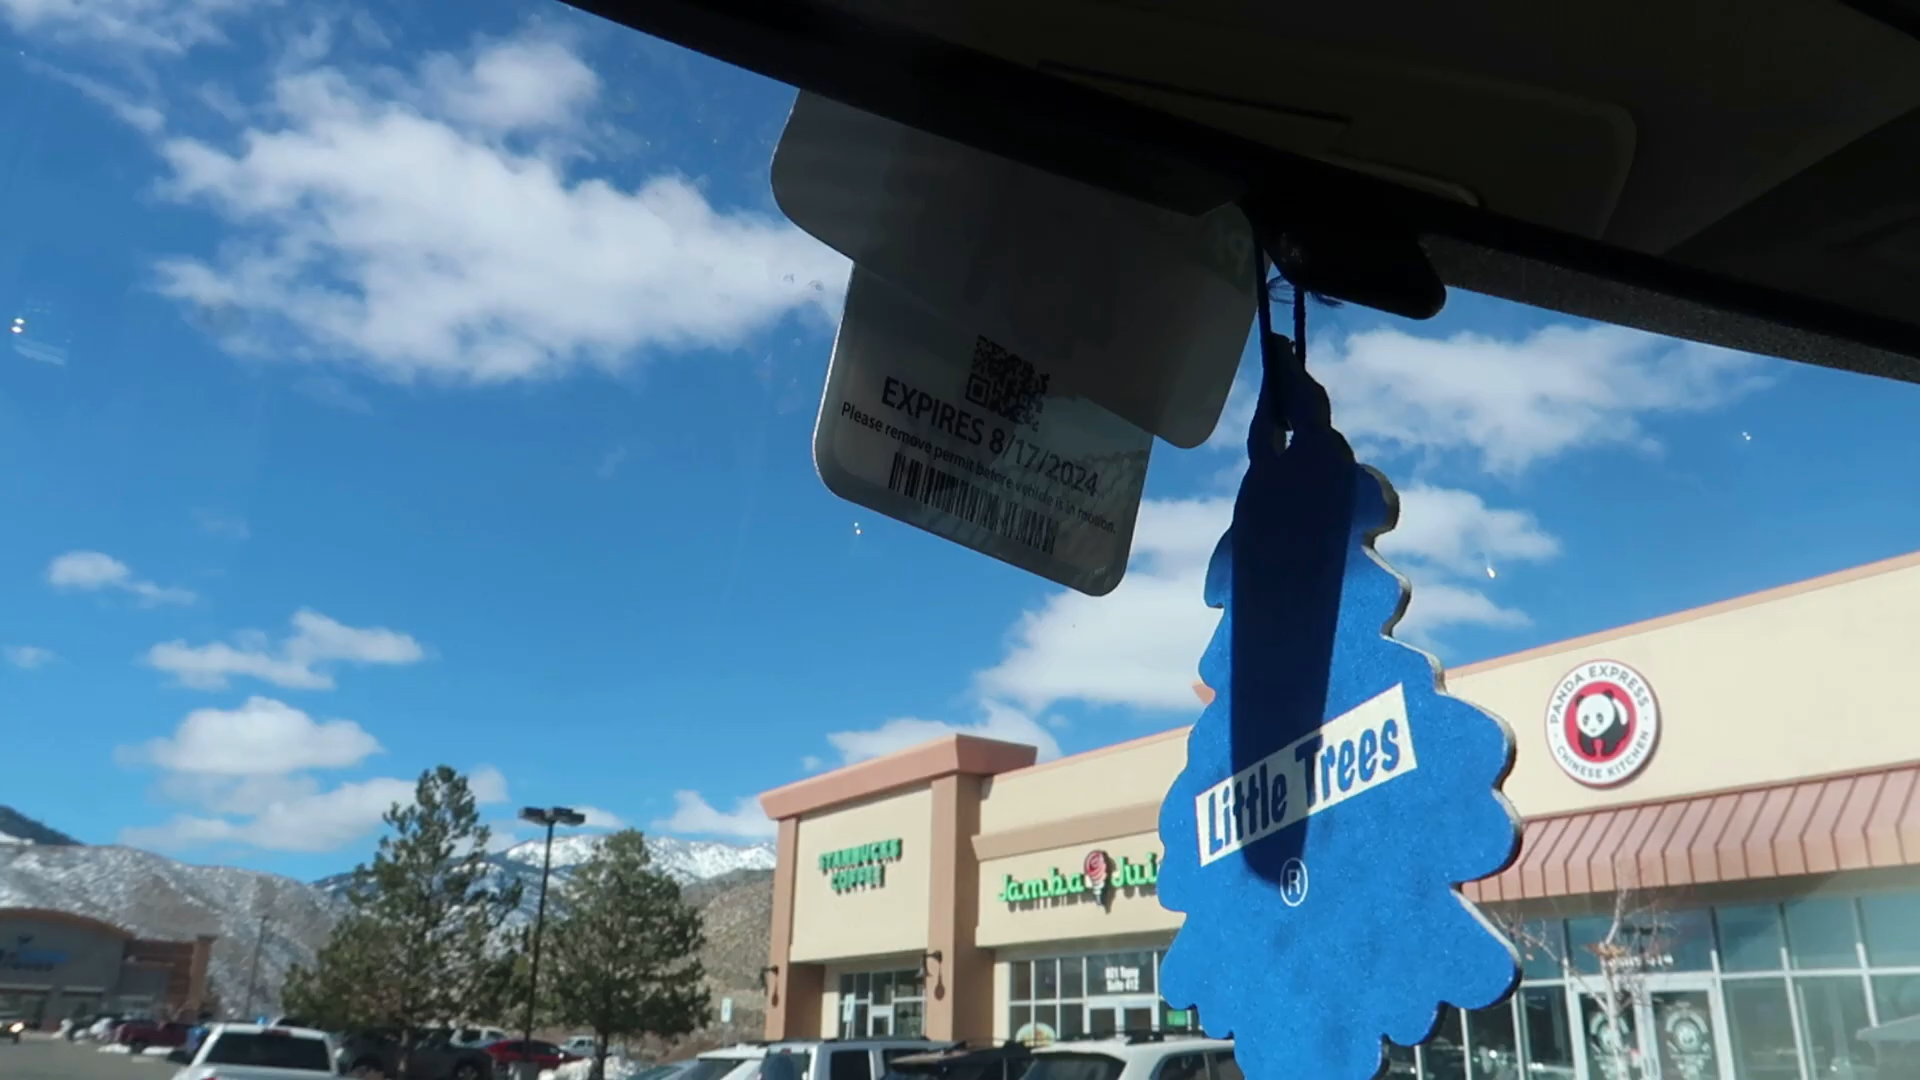 EXPIRES 8/17/2024
Please remove permit before vehicle is in motion.
Little Trees
®
PANDA EXPRESS
CHINESE KITCHEN
STARBUCKS
COFFEE
Jamba Jui